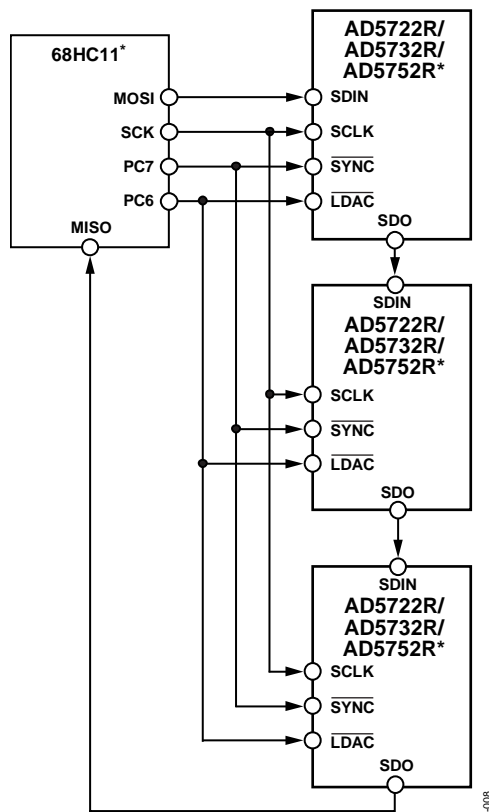 68HC11*
MOSI
SCK
PC7
PC6
MISO
AD5722R/
AD5732R/
AD5752R*
SDIN
SCLK
SYNC
LDAC
SDO
SDIN
AD5722R/
AD5732R/
AD5752R*
SCLK
SYNC
LDAC
SDO
SDIN
AD5722R/
AD5732R/
AD5752R*
SCLK
SYNC
LDAC
SDO